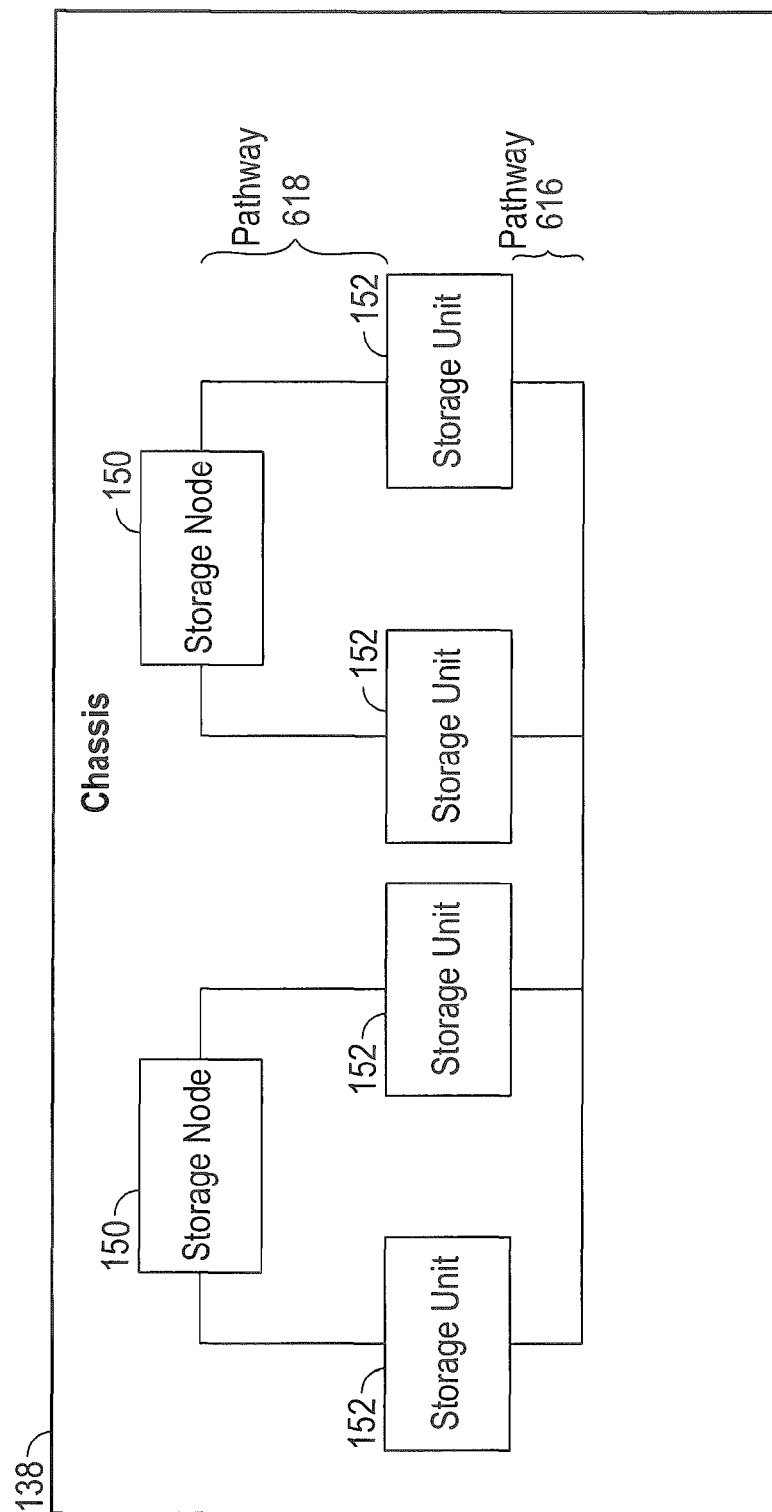 138
Chassis
150
Storage Node
150
Storage Node
Pathway
618
152
Storage Unit
152
Storage Unit
152
Storage Unit
152
Storage Unit
Pathway
616